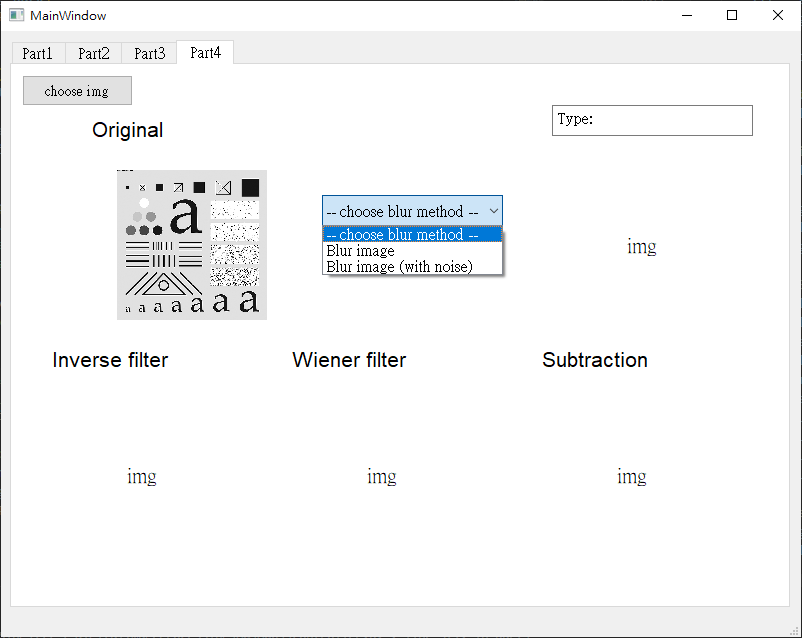 MainWindow
Part1 Part2 Part3 Part4
choose img
Original
Type:
a
-- choose blur method --
-- choose blur method --
Blur image
Blur image (with noise)
img
a a a a a a a
Inverse filter Wiener filter Subtraction
img img img